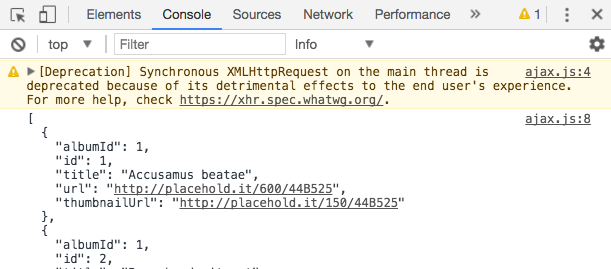 Elements Console Sources Network Performance » 1
top Filter Info
[Deprecation] Synchronous XMLHttpRequest on the main thread is ajax.js:4
deprecated because of its detrimental effects to the end user's experience.
For more help, check https://xhr.spec.whatwg.org/.
[ ajax.js:8
{
"albumId": 1,
"id": 1,
"title": "Accusamus beatae",
"url": "http://placehold.it/600/44B525",
"thumbnailUrl": "http://placehold.it/150/44B525"
},
{
"albumId": 1,
"id": 2,